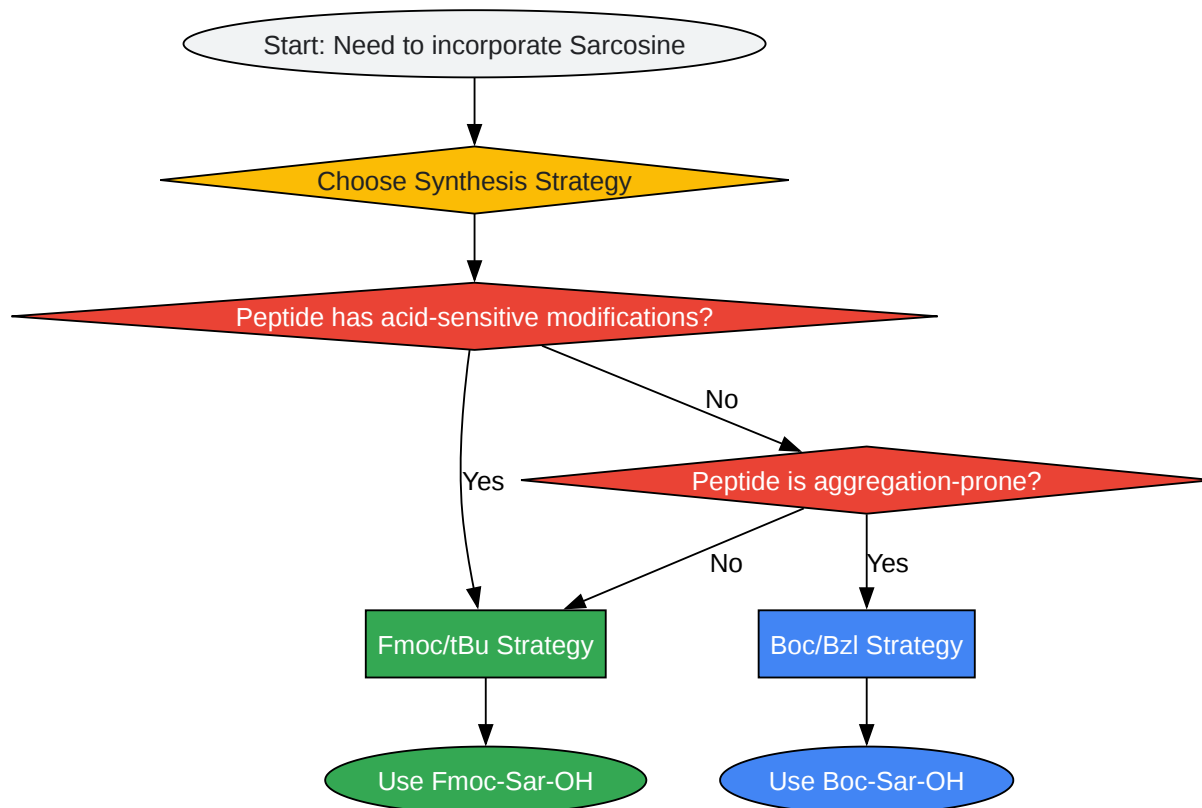 Start: Need to incorporate Sarcosine
Choose Synthesis Strategy
Peptide has acid-sensitive modifications?
No
Yes
Peptide is aggregation-prone?
No
Yes
Fmoc/tBu Strategy
Boc/Bzl Strategy
Use Fmoc-Sar-OH
Use Boc-Sar-OH